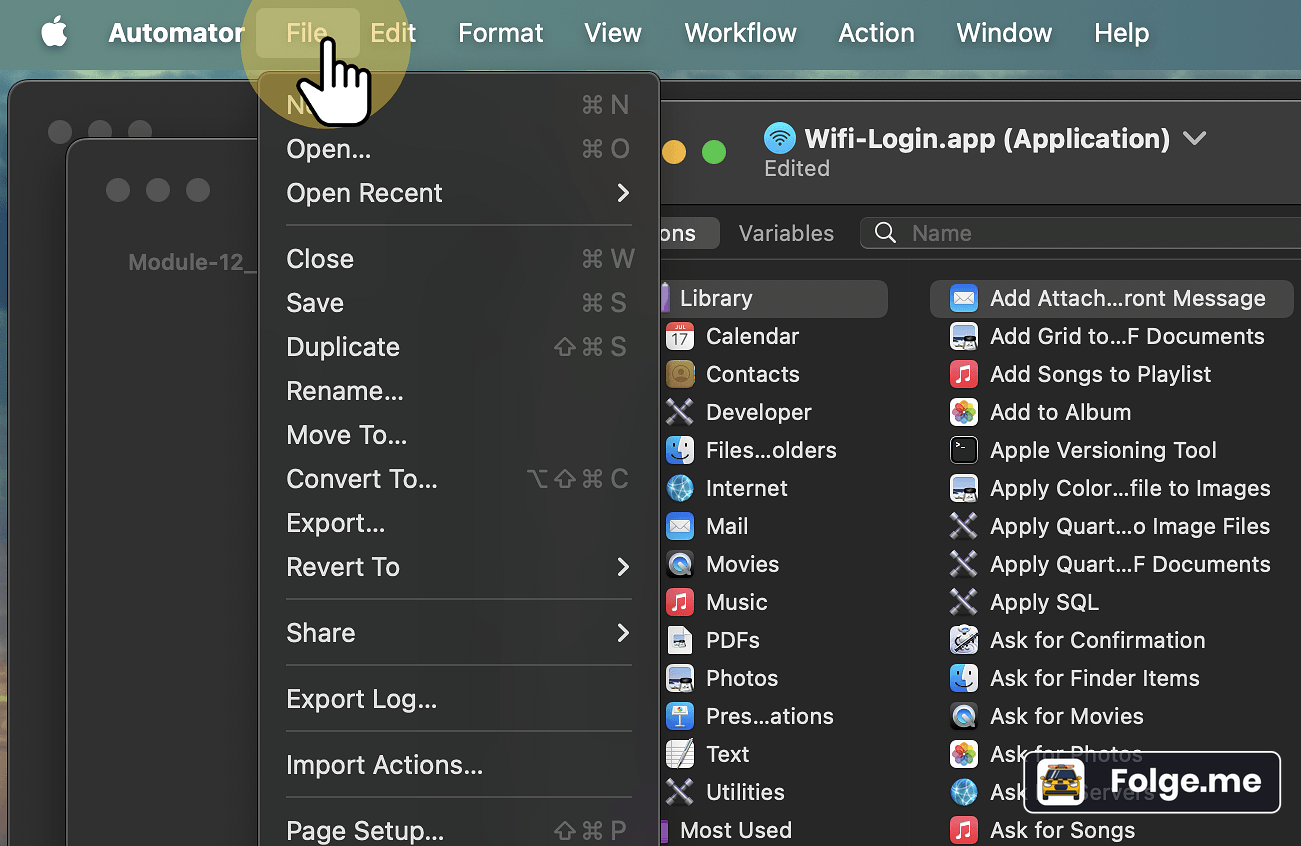 Automator File Edit Format View Workflow Action Window Help
⌘ N
Open... ⌘ O
Open Recent
Close ⌘ W
Save ⌘ S
Duplicate ⇧ ⌘ S
Rename...
Move To...
Convert To... ⌥ ⇧ ⌘ C
Export...
Revert To
Share
Export Log...
Import Actions...
Page Setup... ⇧ ⌘ P
Module-12_
Wifi-Login.app (Application)
Edited
ons Variables Name
Library
JUL
17
Calendar
Contacts
Developer
Files...olders
Internet
Mail
Movies
Music
PDFs
Photos
Pres...ations
Text
Utilities
Most Used
Add Attach...ront Message
Add Grid to...F Documents
Add Songs to Playlist
Add to Album
Apple Versioning Tool
Apply Color...file to Images
Apply Quart...o Image Files
Apply Quart...F Documents
Apply SQL
Ask for Confirmation
Ask for Finder Items
Ask for Movies
Ask for Photos
Ask for Servers
Ask for Songs
Folge.me